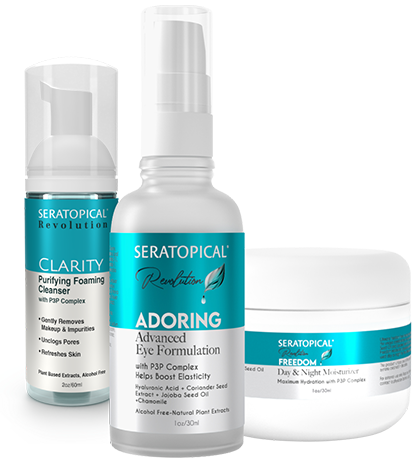 SERATOPICAL®
Revolution
CLARITY
Purifying Foaming
Cleanser
with P3P Complex
• Gently Removes
Makeup & Impurities
• Unclogs Pores
• Refreshes Skin
Plant Based Extracts, Alcohol Free
2oz/60ml
SERATOPICAL®
Revolution
ADORING
Advanced
Eye Formulation
with P3P Complex
Helps Boost Elasticity
Hyaluronic Acid + Coriander Seed
Extract + Jojoba Seed Oil
+Chamomile
Alcohol Free-Natural Plant Extracts
1oz/30ml
Seed Oil
SERATOPICAL®
Revolution
FREEDOM
Day & Night Moisturizer
Maximum Hydration with P3P Complex
1oz/30ml